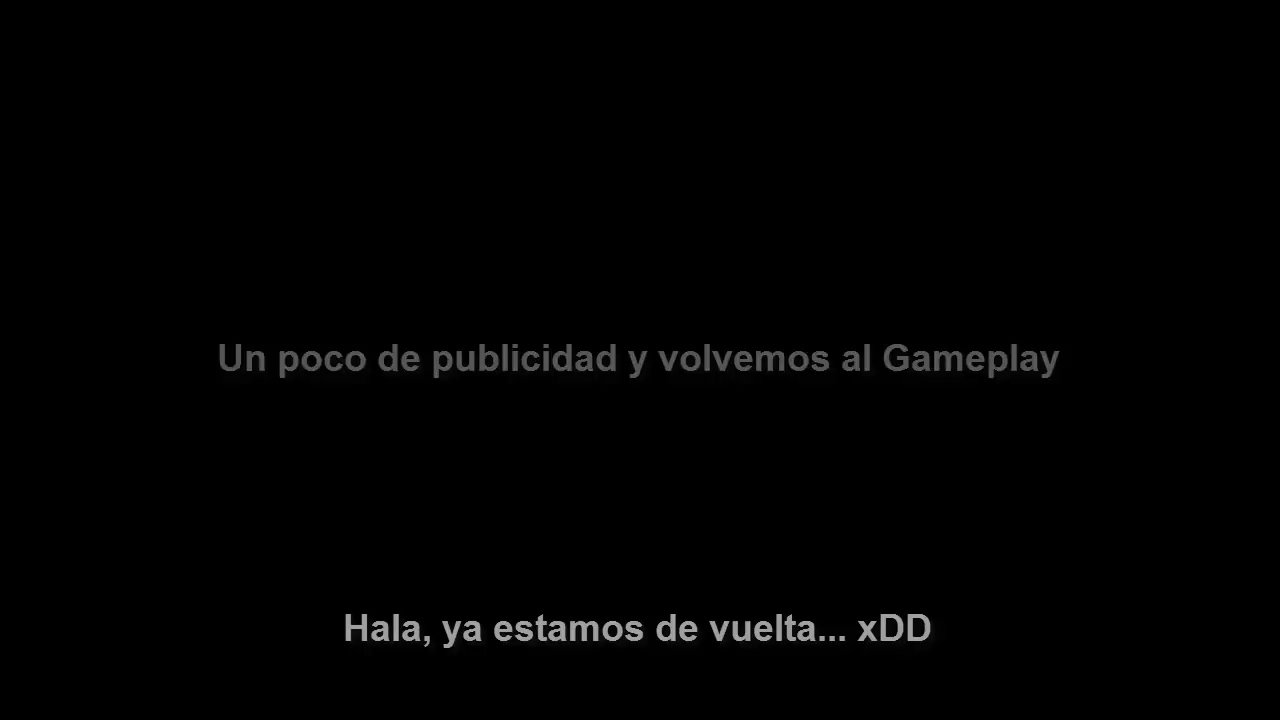 Un poco de publicidad y volvemos al Gameplay
Hala, ya estamos de vuelta... xDD